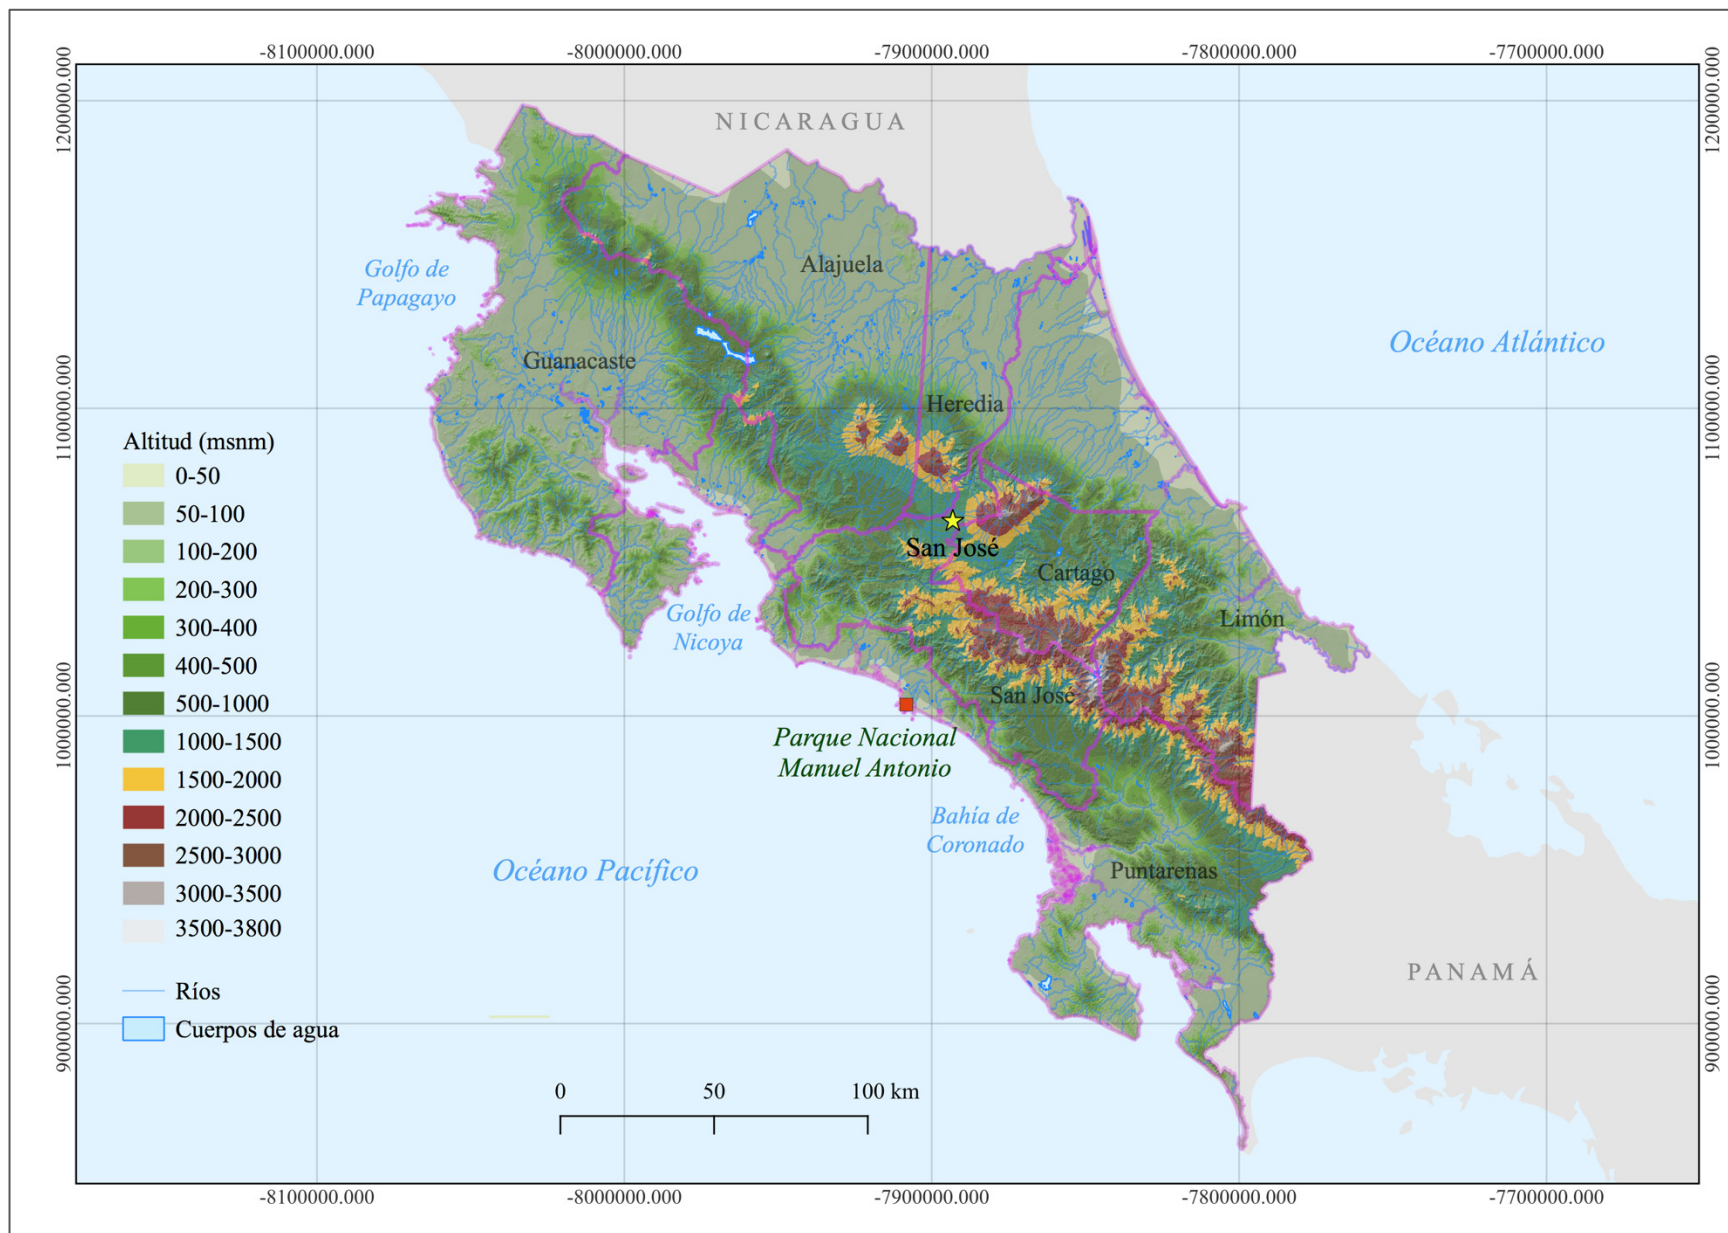 -8100000.000
-8000000.000
-7900000.000
-7800000.000
-7700000.000
1200000.000
1200000.000
NICARAGUA
Alajuela
Golfo de
Papagayo
Océano Atlántico
Guanacaste
1100000.000
1100000.000
Heredia
Altitud (msnm)
0-50
50-100
100-200
200-300
300-400
400-500
500-1000
1000-1500
1500-2000
2000-2500
2500-3000
3000-3500
3500-3800
Ríos
Cuerpos de agua
San José
Cartago
Limón
Golfo de
Nicoya
San José
1000000.000
1000000.000
Parque Nacional
Manuel Antonio
Bahía de
Coronado
Océano Pacífico
Puntarenas
PANAMÁ
900000.000
900000.000
0
50
100 km
-8100000.000
-8000000.000
-7900000.000
-7800000.000
-7700000.000